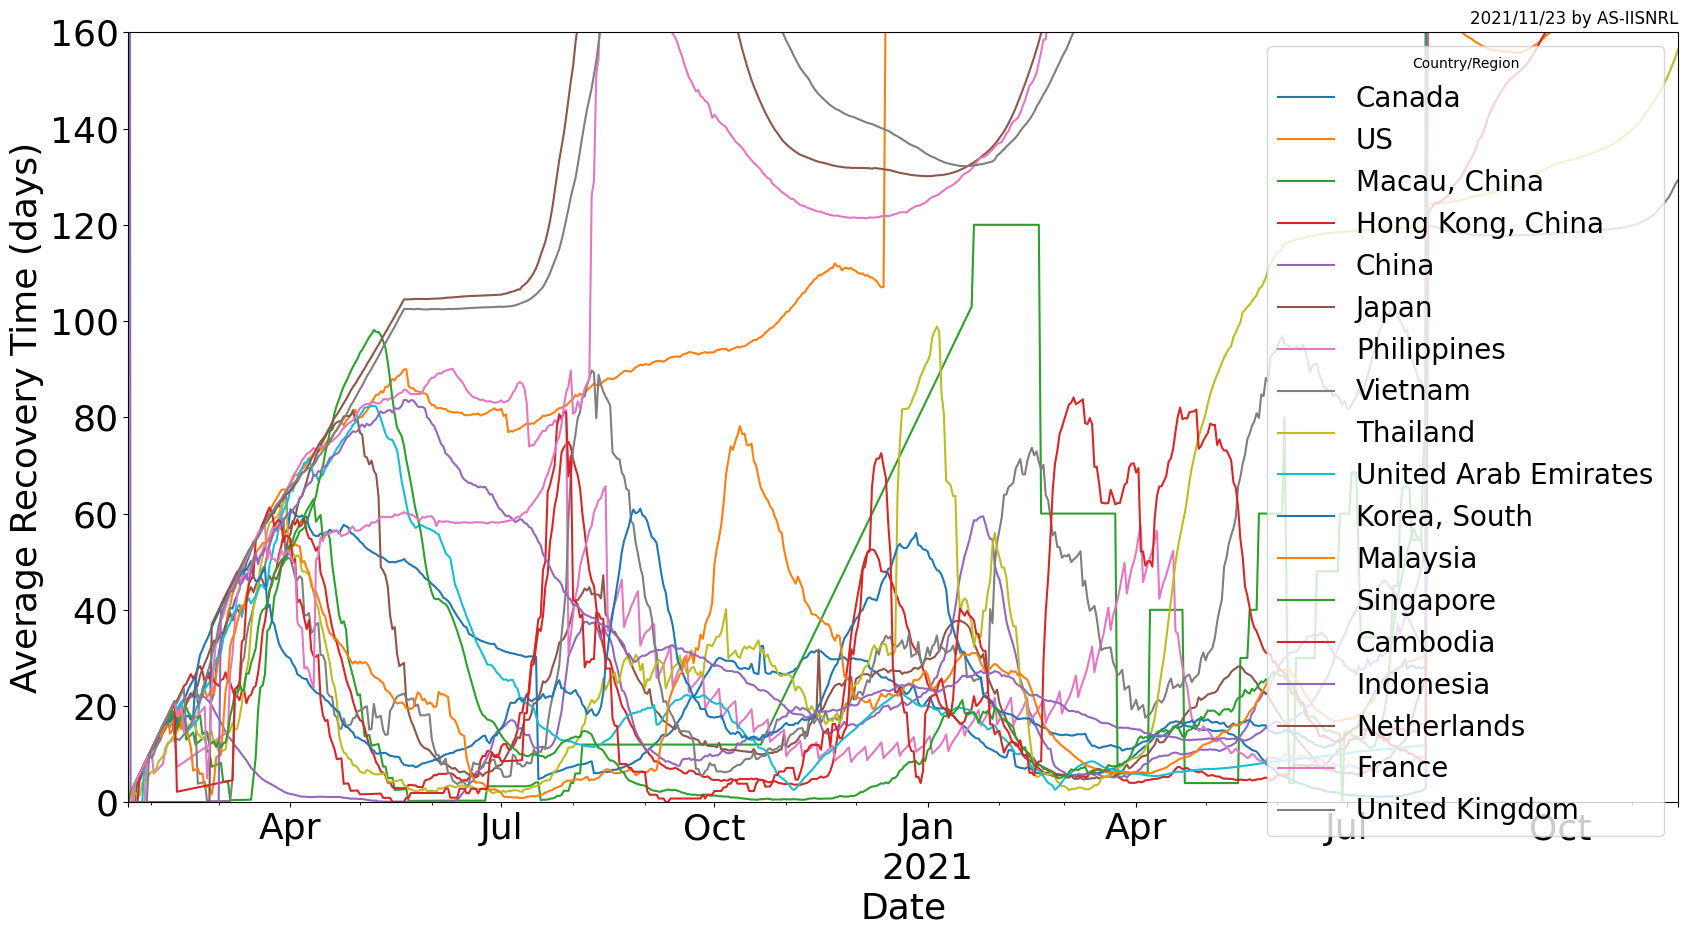 2021/11/23 by AS-IISNRL
Average Recovery Time (days)
160
140
120
100
80
60
40
20
0
Country/Region
Canada
US
Macau, China
Hong Kong, China
China
Japan
Philippines
Vietnam
Thailand
United Arab Emirates
Korea, South
Malaysia
Singapore
Cambodia
Indonesia
Netherlands
France
United Kingdom
Apr Jul Oct Jan Apr Jul Oct
2021
Date